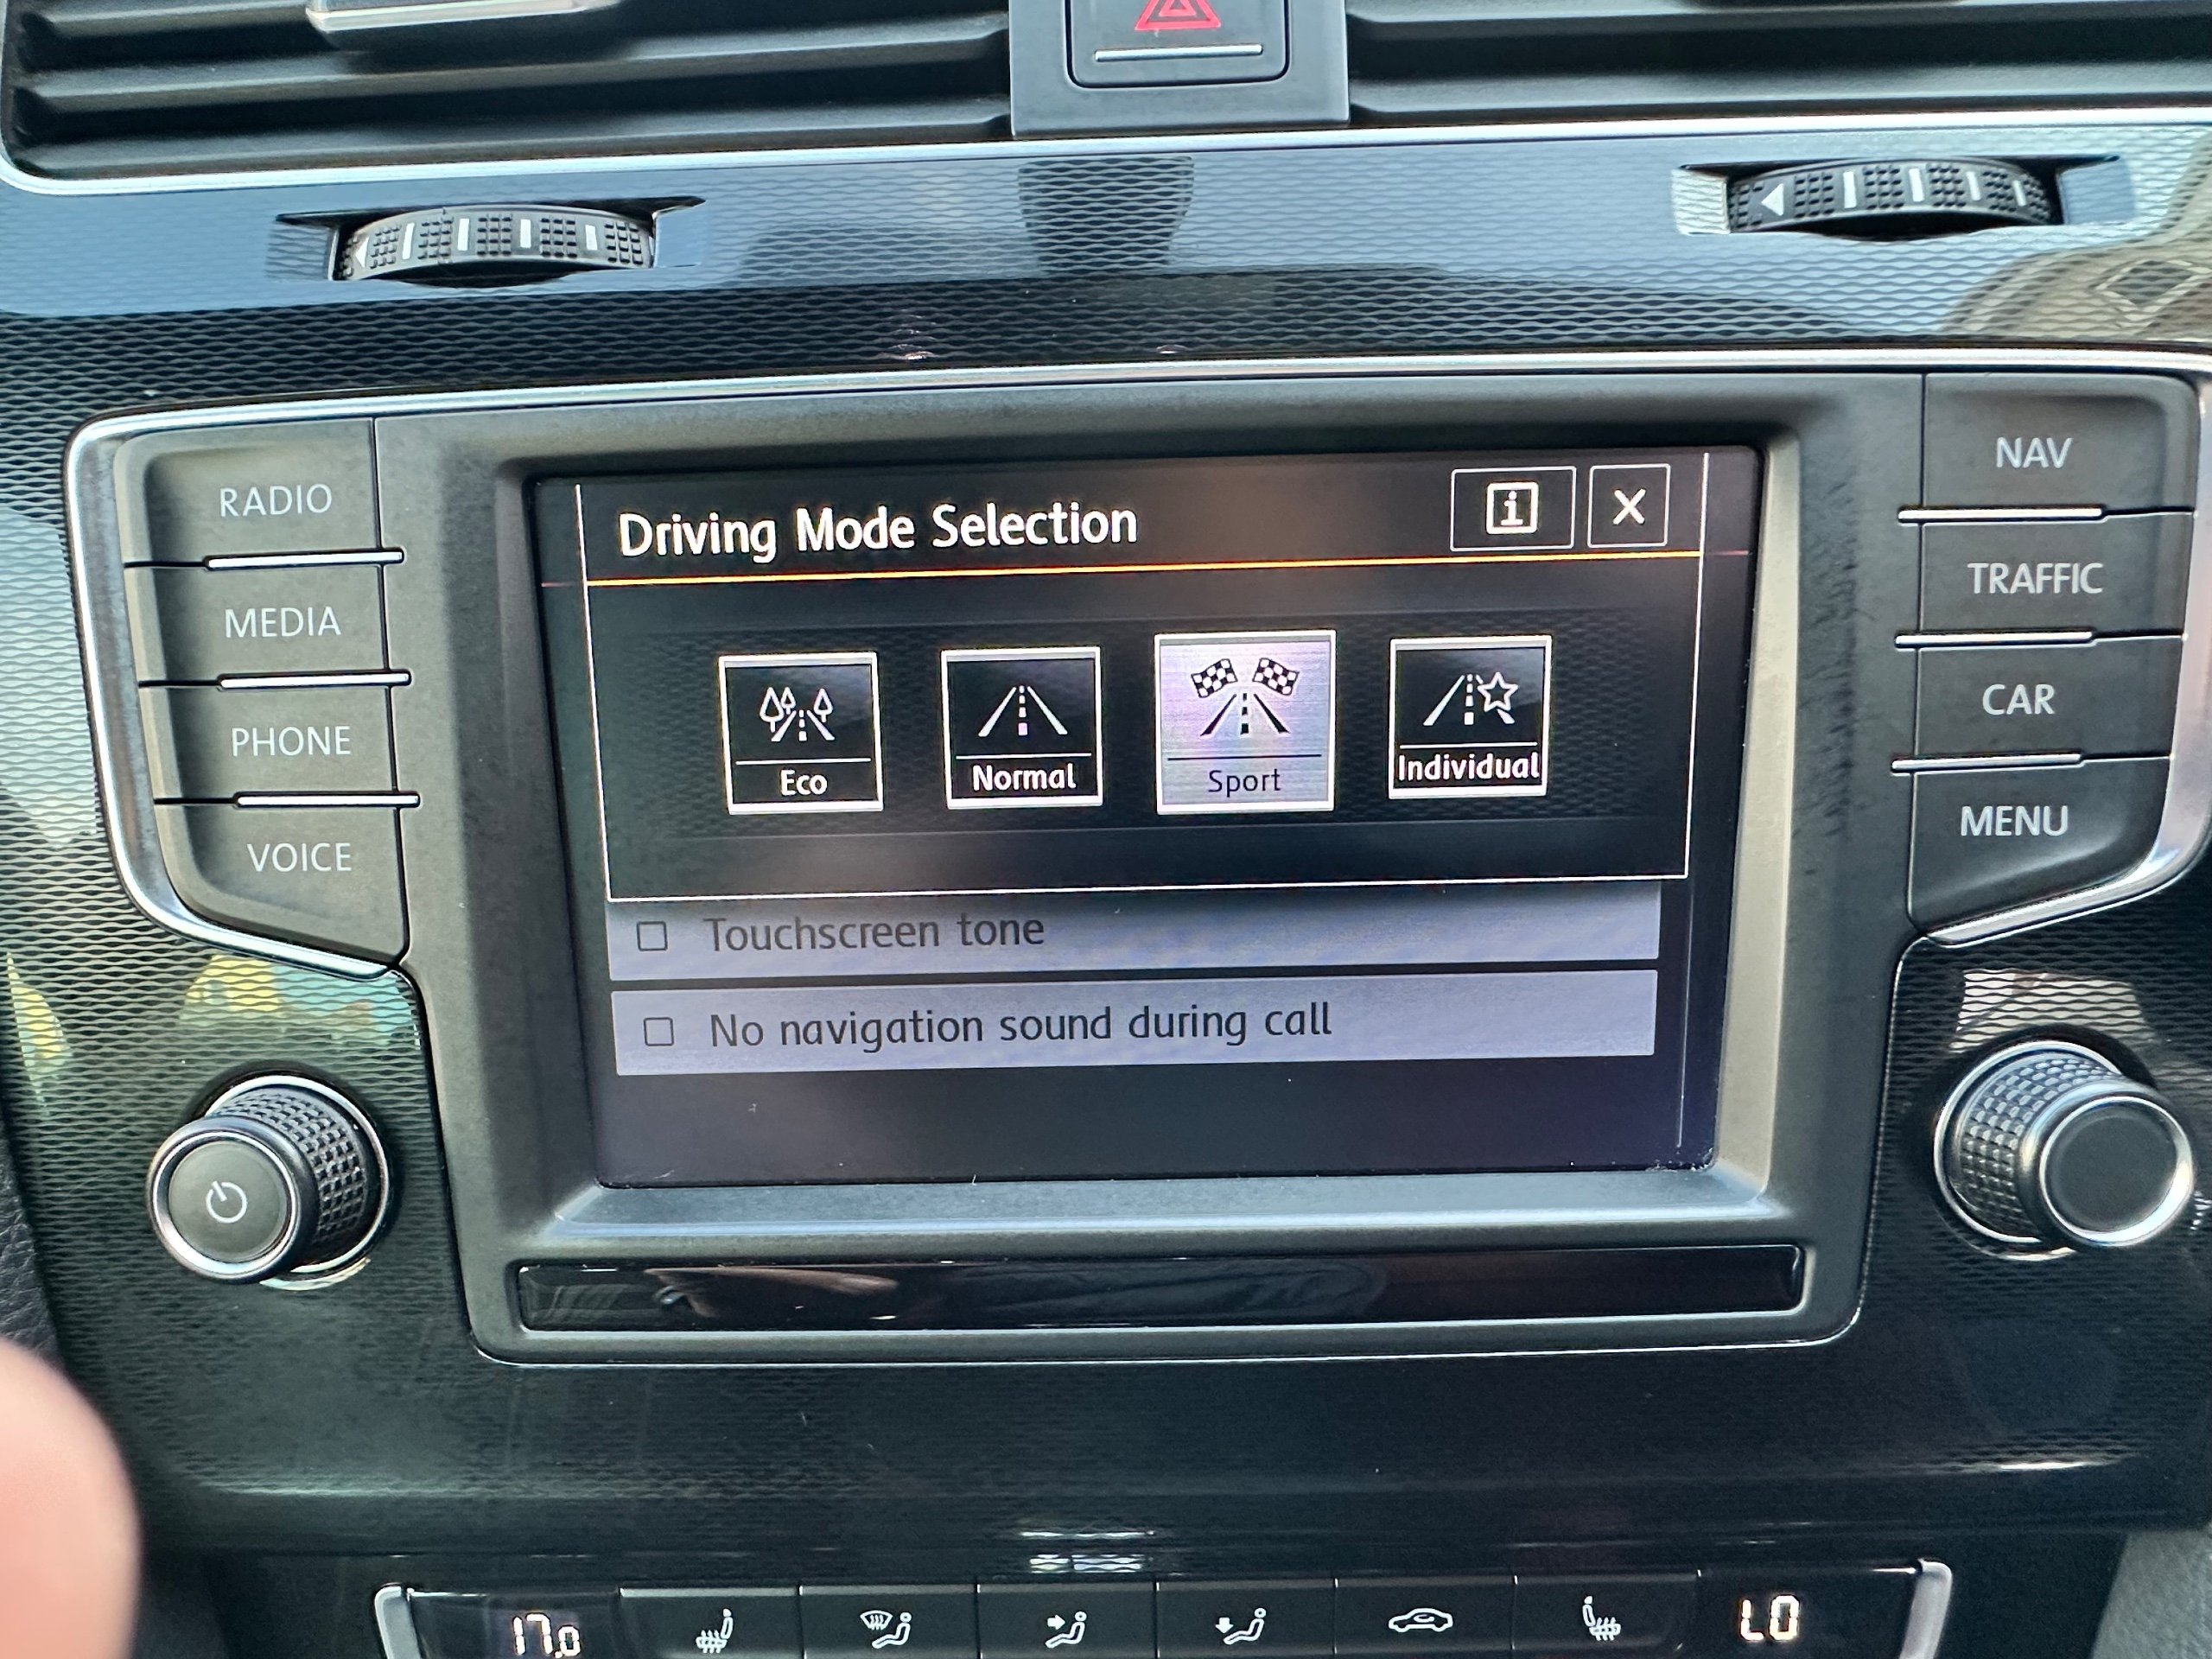 RADIO
MEDIA
PHONE
VOICE
Driving Mode Selection
i X
Eco
Normal
Sport
Individual
Touchscreen tone
No navigation sound during call
NAV
TRAFFIC
CAR
MENU
17.0
LO